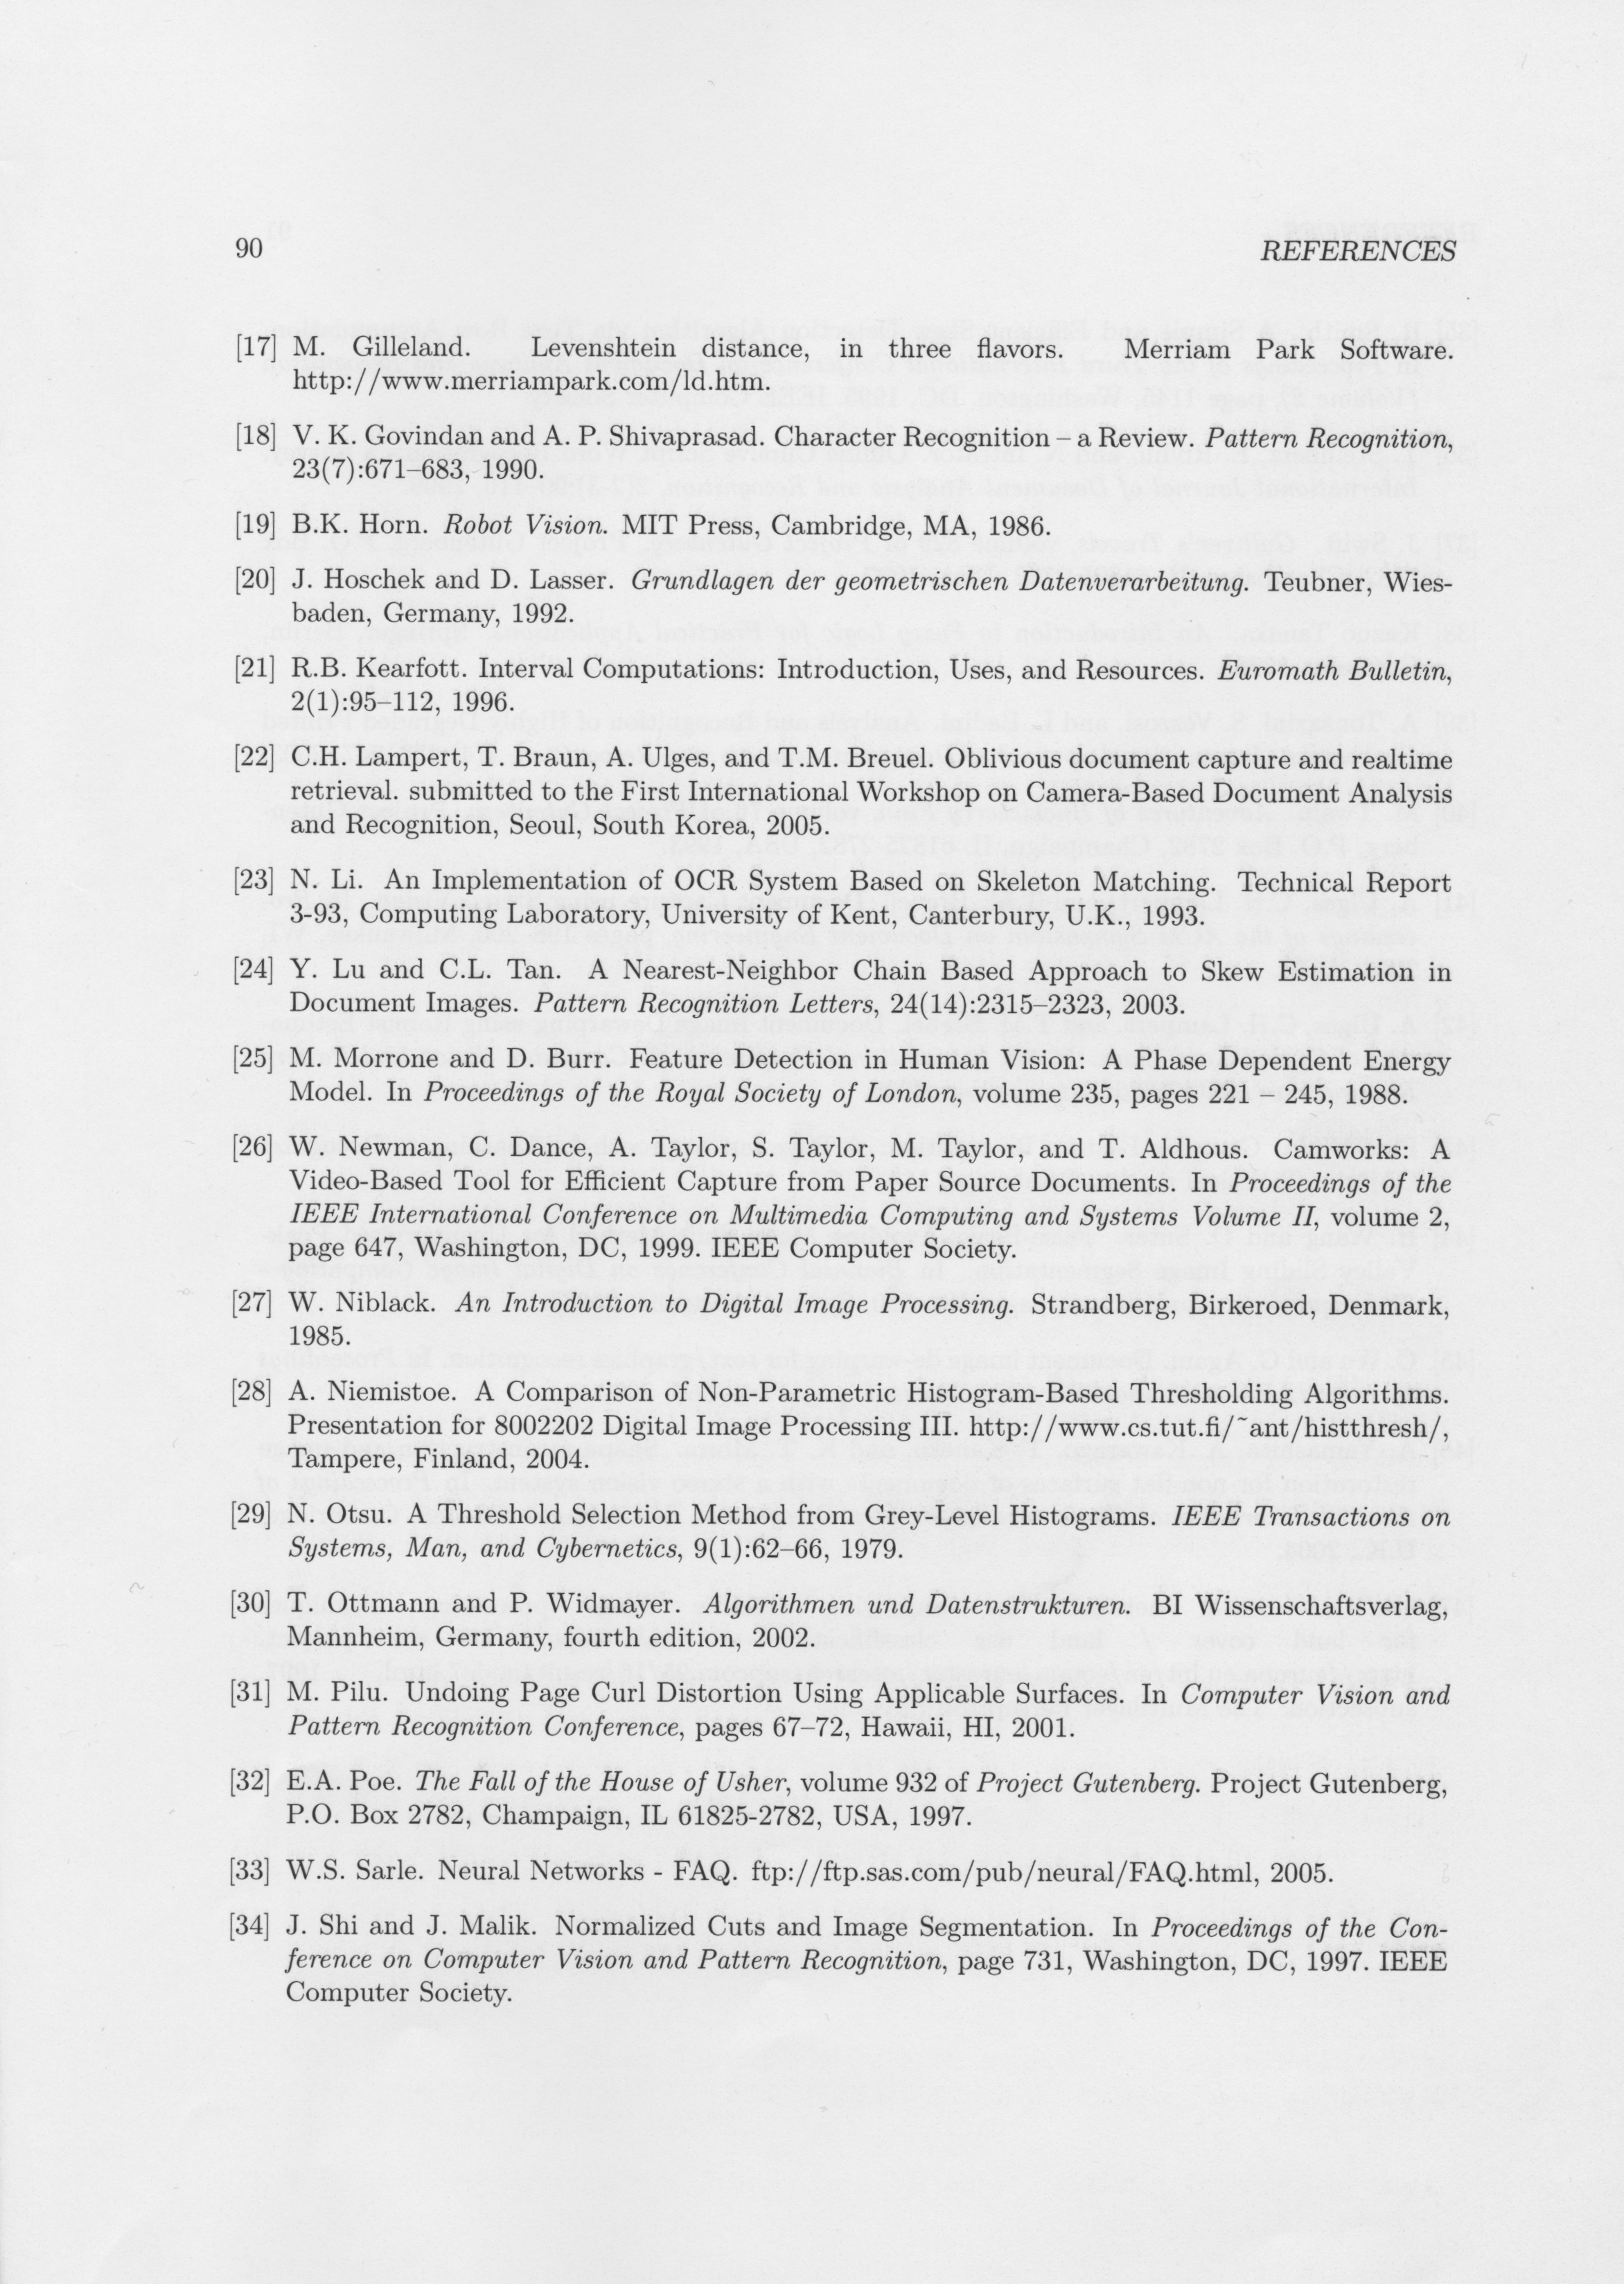 90 REFERENCES
[17] M. Gilleland. Levenshtein distance, in three flavors. Merriam Park Software.
http://www.merriampark.com/ld.htm.
[18] V. K. Govindan and A. P. Shivaprasad. Character Recognition – a Review. Pattern Recognition,
23(7):671–683, 1990.
[19] B.K. Horn. Robot Vision. MIT Press, Cambridge, MA, 1986.
[20] J. Hoschek and D. Lasser. Grundlagen der geometrischen Datenverarbeitung. Teubner, Wies-
baden, Germany, 1992.
[21] R.B. Kearfott. Interval Computations: Introduction, Uses, and Resources. Euromath Bulletin,
2(1):95–112, 1996.
[22] C.H. Lampert, T. Braun, A. Ulges, and T.M. Breuel. Oblivious document capture and realtime
retrieval. submitted to the First International Workshop on Camera-Based Document Analysis
and Recognition, Seoul, South Korea, 2005.
[23] N. Li. An Implementation of OCR System Based on Skeleton Matching. Technical Report
3-93, Computing Laboratory, University of Kent, Canterbury, U.K., 1993.
[24] Y. Lu and C.L. Tan. A Nearest-Neighbor Chain Based Approach to Skew Estimation in
Document Images. Pattern Recognition Letters, 24(14):2315–2323, 2003.
[25] M. Morrone and D. Burr. Feature Detection in Human Vision: A Phase Dependent Energy
Model. In Proceedings of the Royal Society of London, volume 235, pages 221 – 245, 1988.
[26] W. Newman, C. Dance, A. Taylor, S. Taylor, M. Taylor, and T. Aldhous. Camworks: A
Video-Based Tool for Efficient Capture from Paper Source Documents. In Proceedings of the
IEEE International Conference on Multimedia Computing and Systems Volume II, volume 2,
page 647, Washington, DC, 1999. IEEE Computer Society.
[27] W. Niblack. An Introduction to Digital Image Processing. Strandberg, Birkeroed, Denmark,
1985.
[28] A. Niemistoe. A Comparison of Non-Parametric Histogram-Based Thresholding Algorithms.
Presentation for 8002202 Digital Image Processing III. http://www.cs.tut.fi/~ant/histthresh/,
Tampere, Finland, 2004.
[29] N. Otsu. A Threshold Selection Method from Grey-Level Histograms. IEEE Transactions on
Systems, Man, and Cybernetics, 9(1):62–66, 1979.
[30] T. Ottmann and P. Widmayer. Algorithmen und Datenstrukturen. BI Wissenschaftsverlag,
Mannheim, Germany, fourth edition, 2002.
[31] M. Pilu. Undoing Page Curl Distortion Using Applicable Surfaces. In Computer Vision and
Pattern Recognition Conference, pages 67–72, Hawaii, HI, 2001.
[32] E.A. Poe. The Fall of the House of Usher, volume 932 of Project Gutenberg. Project Gutenberg,
P.O. Box 2782, Champaign, IL 61825-2782, USA, 1997.
[33] W.S. Sarle. Neural Networks - FAQ. ftp://ftp.sas.com/pub/neural/FAQ.html, 2005.
[34] J. Shi and J. Malik. Normalized Cuts and Image Segmentation. In Proceedings of the Con-
ference on Computer Vision and Pattern Recognition, page 731, Washington, DC, 1997. IEEE
Computer Society.